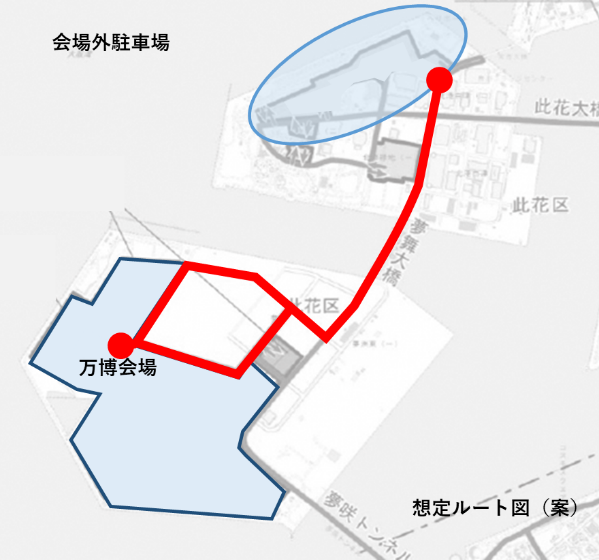 会場外駐車場
此花大橋
此花区
夢舞大橋
此花区
万博会場
想定ルート図（案）
夢咲トンネル